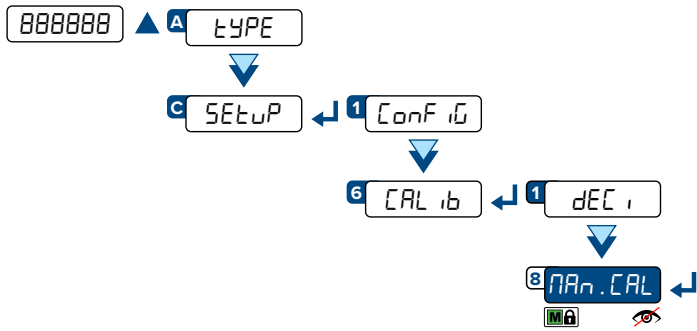 888888 A tYPE
C SEtuP 1 ConFiG
6 CALib 1 dECi
8 MAn.CAL
M